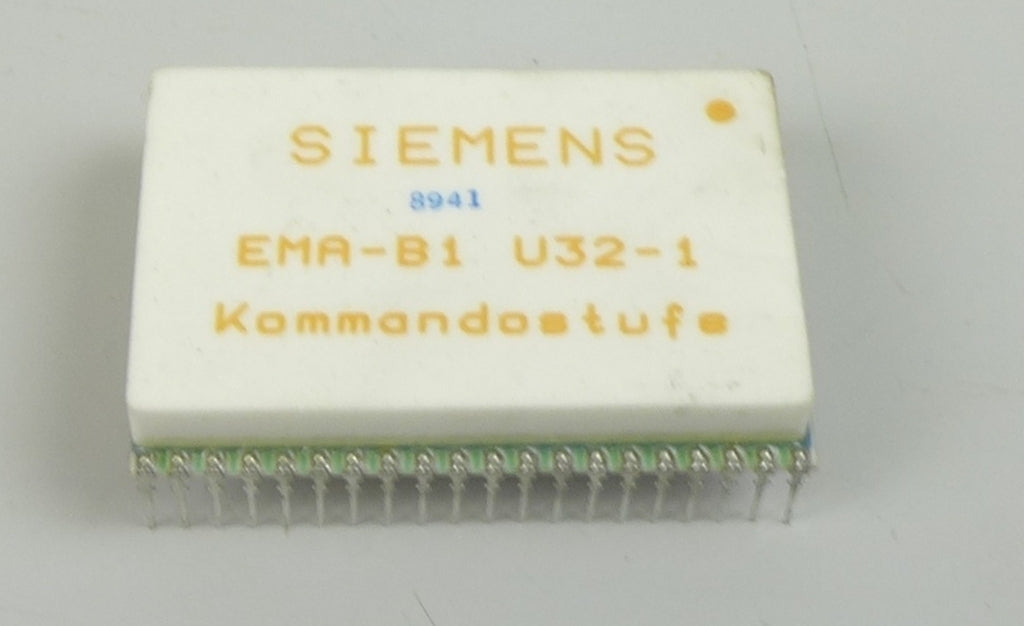 SIEMENS
8941
EMA-B1 U32-1
Kommandostufe